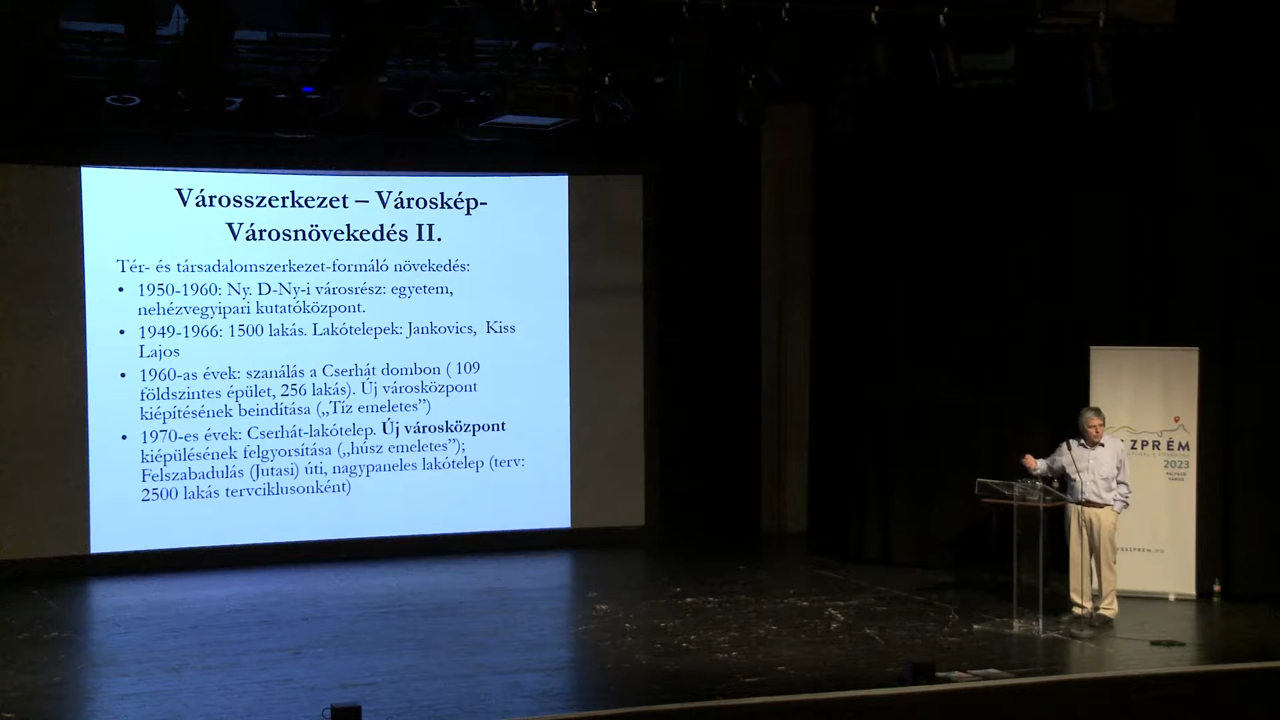 Városszerkezet – Városkép-
Városnövekedés II.
Tér- és társadalomszerkezet-formáló növekedés:
• 1950-1960: Ny. D-Ny-i városrész: egyetem,
nehézvegyipari kutatóközpont.
• 1949-1966: 1500 lakás. Lakótelepek: Jankovics, Kiss
Lajos
• 1960-as évek: szanálás a Cserhát dombon ( 109
földszintes épület, 256 lakás). Új városközpont
kiépítésének beindítása („Tíz emeletes”)
• 1970-es évek: Cserhát-lakótelep. Új városközpont
kiépülésének felgyorsítása („húsz emeletes”);
Felszabadulás (Jutasi) úti, nagypaneles lakótelep (terv:
2500 lakás tervciklusonként)
ZPRÉM
2023